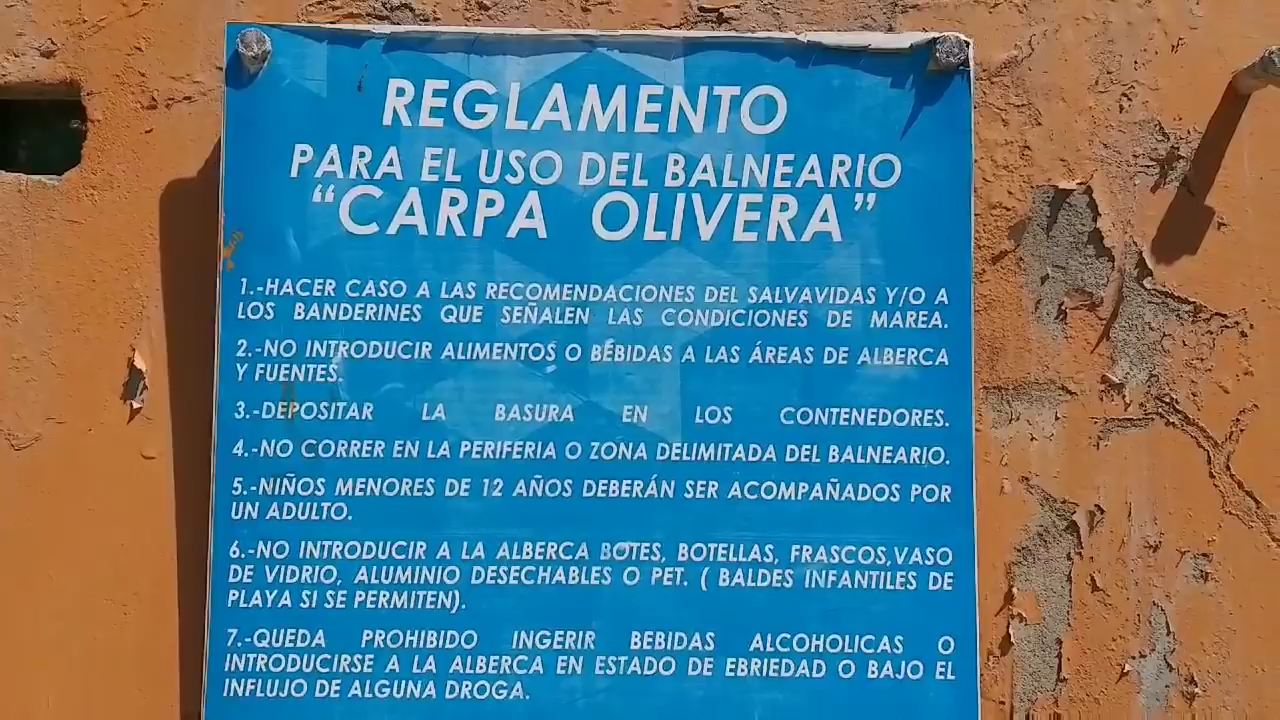 REGLAMENTO
PARA EL USO DEL BALNEARIO
“CARPA OLIVERA”
1.-HACER CASO A LAS RECOMENDACIONES DEL SALVAVIDAS Y/O A
LOS BANDERINES QUE SEÑALEN LAS CONDICIONES DE MAREA.
2.-NO INTRODUCIR ALIMENTOS O BEBIDAS A LAS ÁREAS DE ALBERCA
Y FUENTES.
3.-DEPOSITAR LA BASURA EN LOS CONTENEDORES.
4.-NO CORRER EN LA PERIFERIA O ZONA DELIMITADA DEL BALNEARIO.
5.-NIÑOS MENORES DE 12 AÑOS DEBERÁN SER ACOMPAÑADOS POR
UN ADULTO.
6.-NO INTRODUCIR A LA ALBERCA BOTES, BOTELLAS, FRASCOS,VASO
DE VIDRIO, ALUMINIO DESECHABLES O PET. ( BALDES INFANTILES DE
PLAYA SI SE PERMITEN).
7.-QUEDA PROHIBIDO INGERIR BEBIDAS ALCOHOLICAS O
INTRODUCIRSE A LA ALBERCA EN ESTADO DE EBRIEDAD O BAJO EL
INFLUJO DE ALGUNA DROGA.